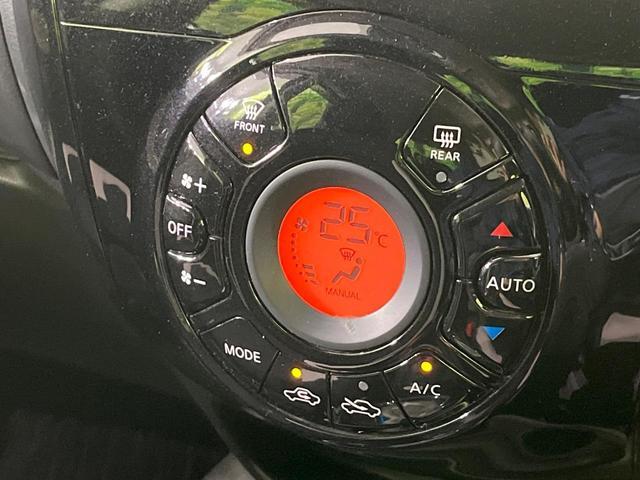 FRONT
REAR
+
OFF
25°C
AUTO
−
MANUAL
MODE
A/C